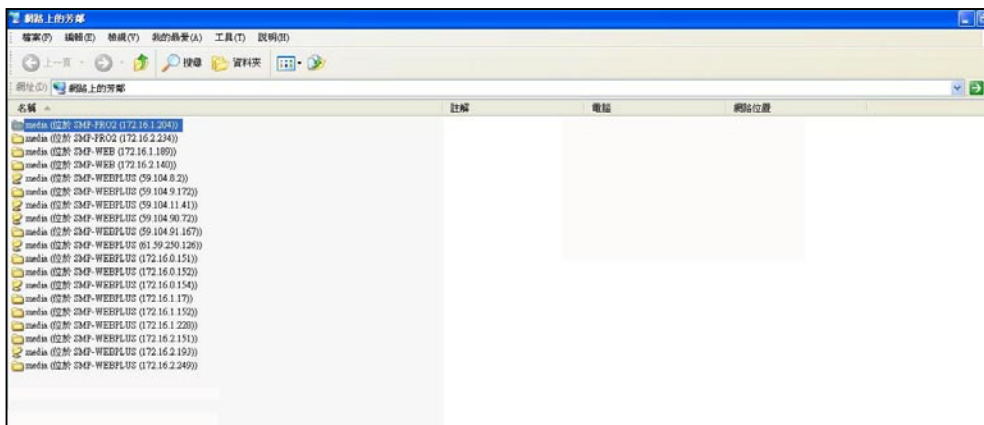 網路上的芳鄰
檔案(F) 編輯(E) 檢視(V) 我的最愛(A) 工具(T) 說明(H)
上一頁 搜尋 資料夾
網址(D) 網路上的芳鄰
名稱 註解 電腦 網路位置
media (位於 SMP-PRO2 (172.16.1.204))
media (位於 SMP-PRO2 (172.16.2.234))
media (位於 SMP-WEB (172.16.1.189))
media (位於 SMP-WEB (172.16.2.140))
media (位於 SMP-WEBPLUS (59.104.8.2))
media (位於 SMP-WEBPLUS (59.104.9.172))
media (位於 SMP-WEBPLUS (59.104.11.41))
media (位於 SMP-WEBPLUS (59.104.90.72))
media (位於 SMP-WEBPLUS (59.104.91.167))
media (位於 SMP-WEBPLUS (61.59.250.126))
media (位於 SMP-WEBPLUS (172.16.0.151))
media (位於 SMP-WEBPLUS (172.16.0.152))
media (位於 SMP-WEBPLUS (172.16.0.154))
media (位於 SMP-WEBPLUS (172.16.1.17))
media (位於 SMP-WEBPLUS (172.16.1.152))
media (位於 SMP-WEBPLUS (172.16.1.228))
media (位於 SMP-WEBPLUS (172.16.2.151))
media (位於 SMP-WEBPLUS (172.16.2.193))
media (位於 SMP-WEBPLUS (172.16.2.249))